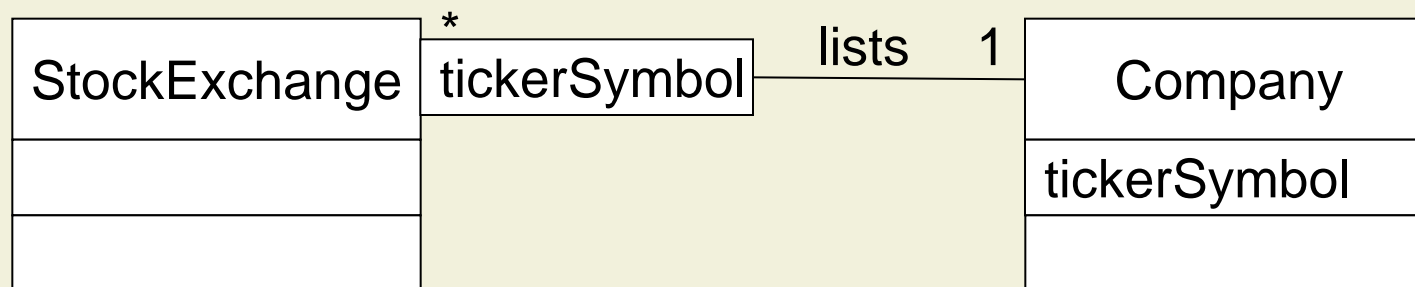 *
StockExchange
tickerSymbol
lists 1
Company
tickerSymbol